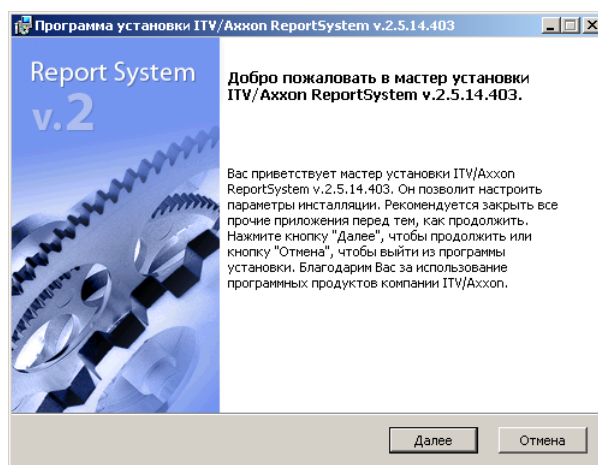 Программа установки ITV/Axxon ReportSystem v.2.5.14.403
Report System
v.2
Добро пожаловать в мастер установки
ITV/Axxon ReportSystem v.2.5.14.403.
Вас приветствует мастер установки ITV/Axxon
ReportSystem v.2.5.14.403. Он позволит настроить
параметры инсталляции. Рекомендуется закрыть все
прочие приложения перед тем, как продолжить.
Нажмите кнопку "Далее", чтобы продолжить или
кнопку "Отмена", чтобы выйти из программы
установки. Благодарим Вас за использование
программных продуктов компании ITV/Axxon.
Далее
Отмена